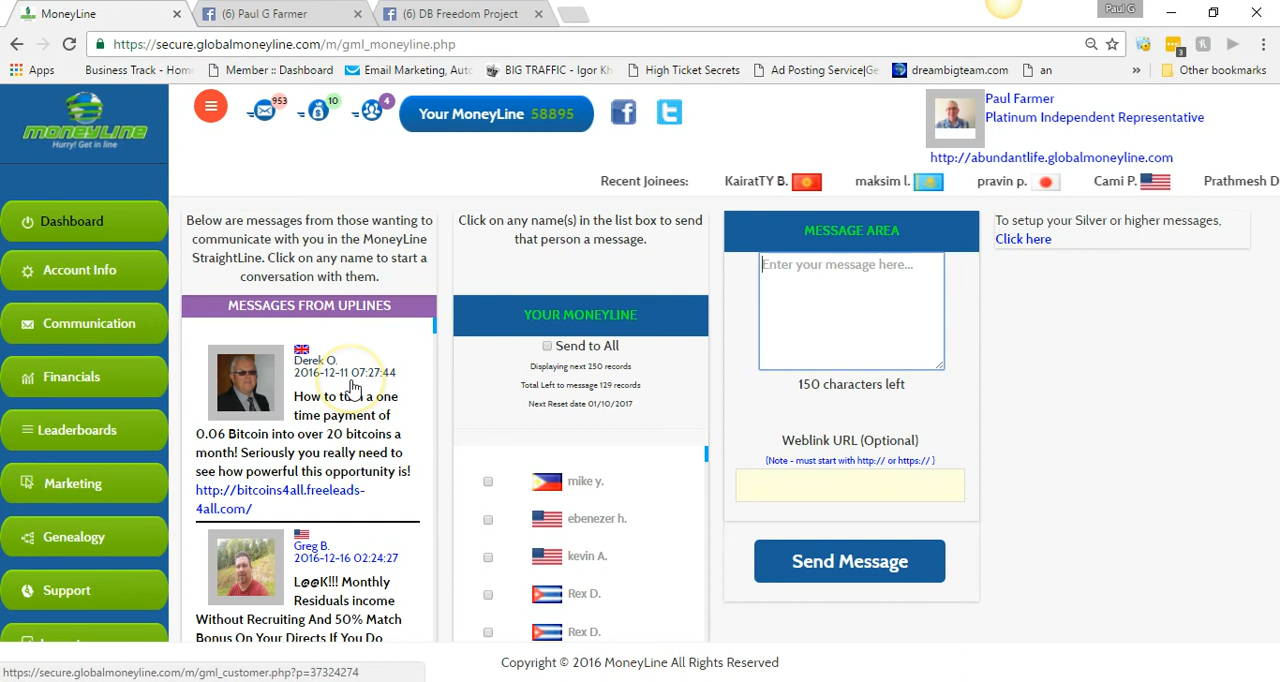 MoneyLine
(6) Paul G Farmer
(6) DB Freedom Project
Paul G
https://secure.globalmoneyline.com/m/gml_moneyline.php
3
Apps
Business Track - Home
Member :: Dashboard
Email Marketing, Auto
BIG TRAFFIC - Igor Kh
High Ticket Secrets
Ad Posting Service|Ge
dreambigteam.com
an
»
Other bookmarks
MONEYLINE
Hurry! Get in line
953
10
4
Your MoneyLine 58895
Paul Farmer
Platinum Independent Representative
http://abundantlife.globalmoneyline.com
Recent Joinees: KairatTY B. maksim l. pravin p. Cami P. Prathmesh D
Dashboard
Account Info
Communication
Financials
Leaderboards
Marketing
Genealogy
Support
Below are messages from those wanting to
communicate with you in the MoneyLine
StraightLine. Click on any name to start a
conversation with them.
MESSAGES FROM UPLINES
Derek O.
2016-12-11 07:27:44
How to turn a one
time payment of
0.06 Bitcoin into over 20 bitcoins a
month! Seriously you really need to
see how powerful this opportunity is!
http://bitcoins4all.freeleads-
4all.com/
Greg B.
2016-12-16 02:24:27
L@@K!!! Monthly
Residuals income
Without Recruiting And 50% Match
Bonus On Your Directs If You Do
Click on any name(s) in the list box to send
that person a message.
YOUR MONEYLINE
Send to All
Displaying next 250 records
Total Left to message 129 records
Next Reset date 01/10/2017
mike y.
ebenezer h.
kevin A.
Rex D.
Rex D.
MESSAGE AREA
Enter your message here...
150 characters left
Weblink URL (Optional)
(Note - must start with http:// or https:// )
Send Message
To setup your Silver or higher messages,
Click here
Copyright © 2016 MoneyLine All Rights Reserved
https://secure.globalmoneyline.com/m/gml_customer.php?p=37324274